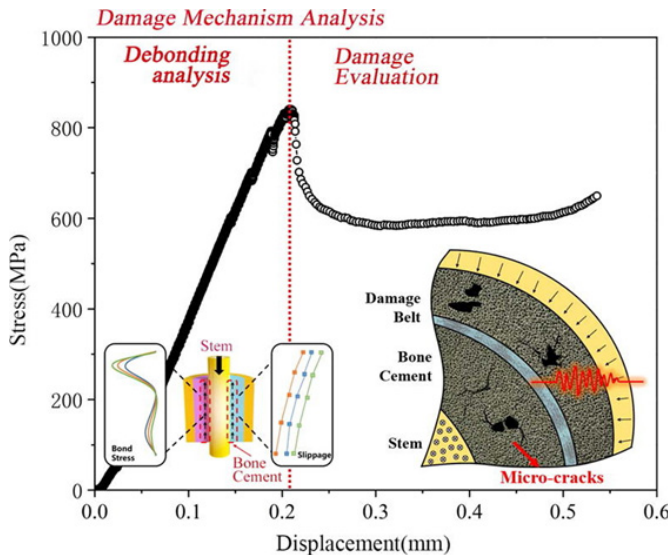 Damage Mechanism Analysis
Debonding
analysis
Damage
Evaluation
Stress(MPa)
1000
800
600
400
200
0
Stem
Bond
Stress
Slippage
Bone
Cement
Damage
Belt
Bone
Cement
Stem
Micro-cracks
0.0
0.1
0.2
0.3
0.4
0.5
0.6
Displacement(mm)